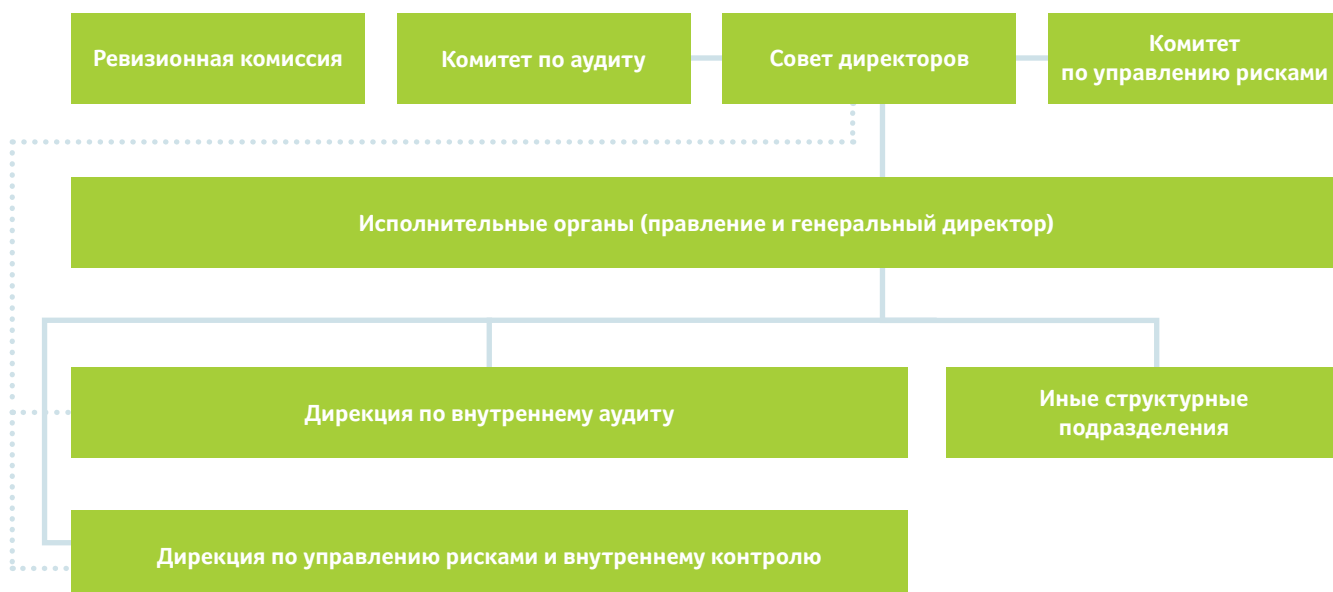 Ревизионная комиссия
Комитет по аудиту
Совет директоров
Комитет
по управлению рисками
Исполнительные органы (правление и генеральный директор)
Дирекция по внутреннему аудиту
Иные структурные
подразделения
Дирекция по управлению рисками и внутреннему контролю